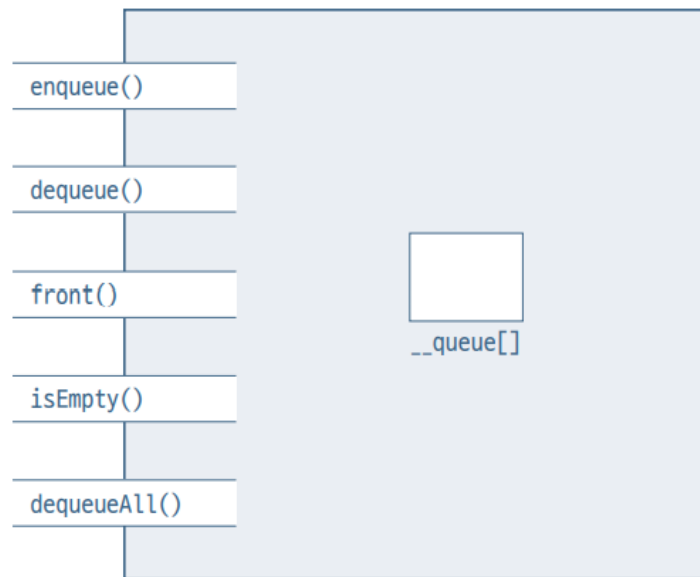 enqueue()
dequeue()
front()
__queue[]
isEmpty()
dequeueAll()